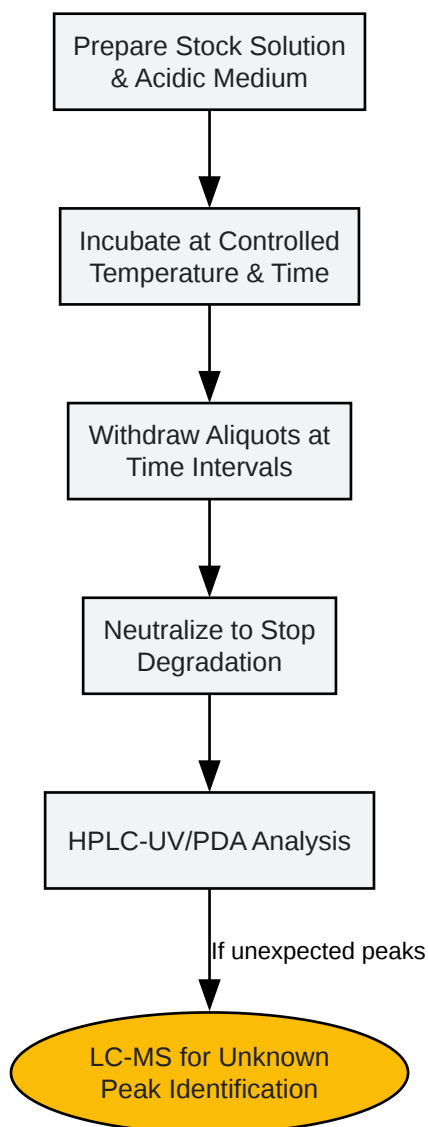 Prepare Stock Solution
& Acidic Medium
Incubate at Controlled
Temperature & Time
Withdraw Aliquots at
Time Intervals
Neutralize to Stop
Degradation
HPLC-UV/PDA Analysis
If unexpected peaks
LC-MS for Unknown
Peak Identification